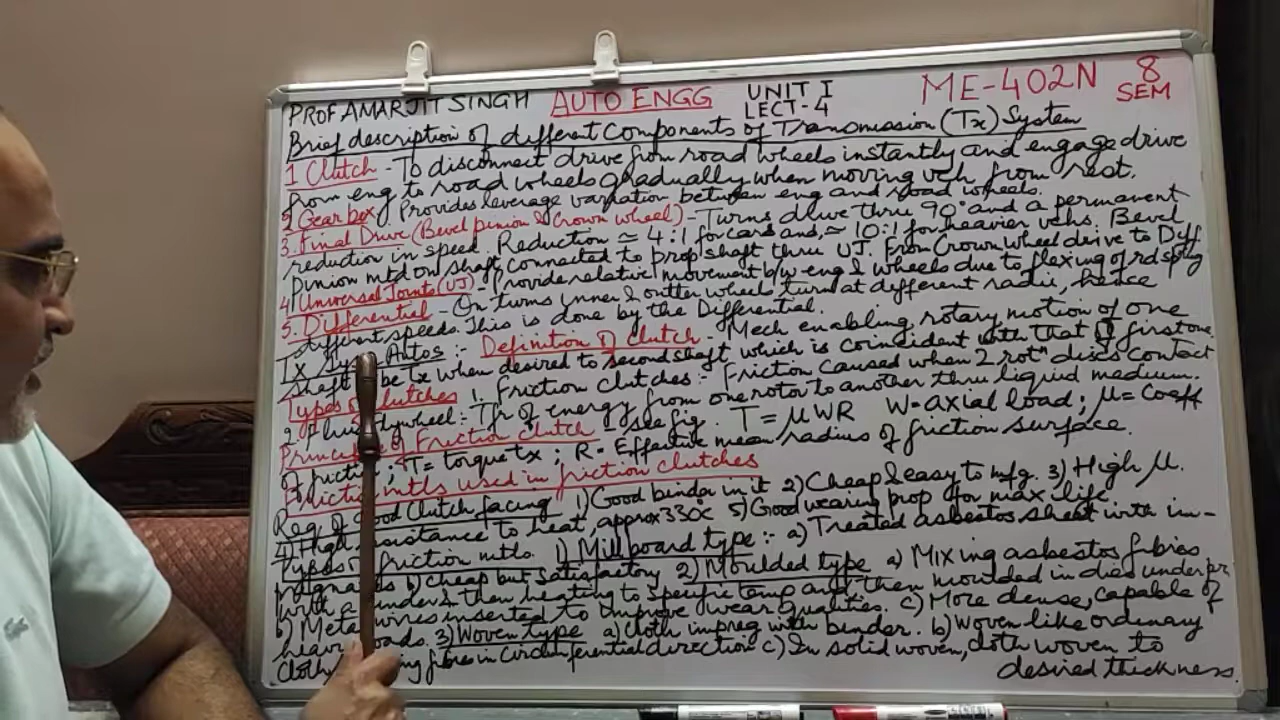 PROF AMARJIT SINGH AUTO ENGG UNIT I LECT-4 ME-402N 8 SEM
Brief description of different Components of Transmission (Tx) System
1 Clutch - To disconnect drive from road wheels instantly and engage drive
from eng to road wheels gradually when moving veh from rest.
2 Gear box. Provides leverage variation between eng and road wheels.
3. Final Drive (Bevel pinion & Crown wheel) - Turns drive thru 90° and a permanent
reduction in speed. Reduction ≃ 4:1 for cars and, ≃ 10:1 for heavier vehs. Bevel
pinion mtd on shaft connected to prop shaft thru UJ. From Crown wheel drive to Diff
4 Universal Joints (UJ) - Provide relative movement b/w eng & wheels due to flexing of rd spring
5. Differential - On turns inner & outter wheels turn at different radii, hence
different speeds. This is done by the Differential.
Tx Autos :- Definition of Clutch - Mech enabling rotary motion of one
shaft be tx when desired to second shaft which is coincident with that of first one.
Types of clutches 1. Friction Clutches :- Friction caused when 2 rotn discs contact
2. flywheel :- Tfr of energy from one rotor to another thru liquid medium.
of Friction Clutch see fig. T = μWR W = axial load ; μ = Coeff
of friction ; T = torque tx ; R = Effective mean radius of friction surface.
Friction mtls used in friction clutches
Req of Good Clutch facing 1) Good binder in it 2) Cheap & easy to mfg. 3) High μ.
4) High resistance to heat, approx 330°c 5) Good wearing prop for max life
Types of friction mtls. 1) Millboard type :- a) Treated asbestos sheet with im-
pregnants b) cheap but satisfactory 2) Moulded type a) Mixing asbestos fibres
with a binder & then heating to specific temp and then moulded in dies under pr.
b) Metal wires inserted to improve wear qualities. c) More dense, capable of
heavy loads. 3) Woven type a) cloth impreg with binder. b) Woven like ordinary
cloth fibres in circumferential direction c) In solid woven, cloth woven to
desired thickness.